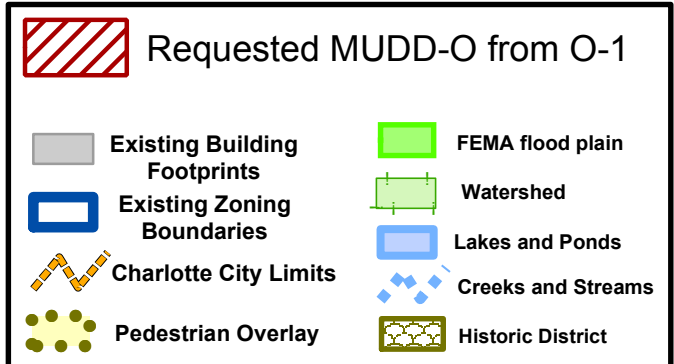 Requested MUDD-O from O-1
Existing Building
Footprints
Existing Zoning
Boundaries
Charlotte City Limits
Pedestrian Overlay
FEMA flood plain
Watershed
Lakes and Ponds
Creeks and Streams
Historic District